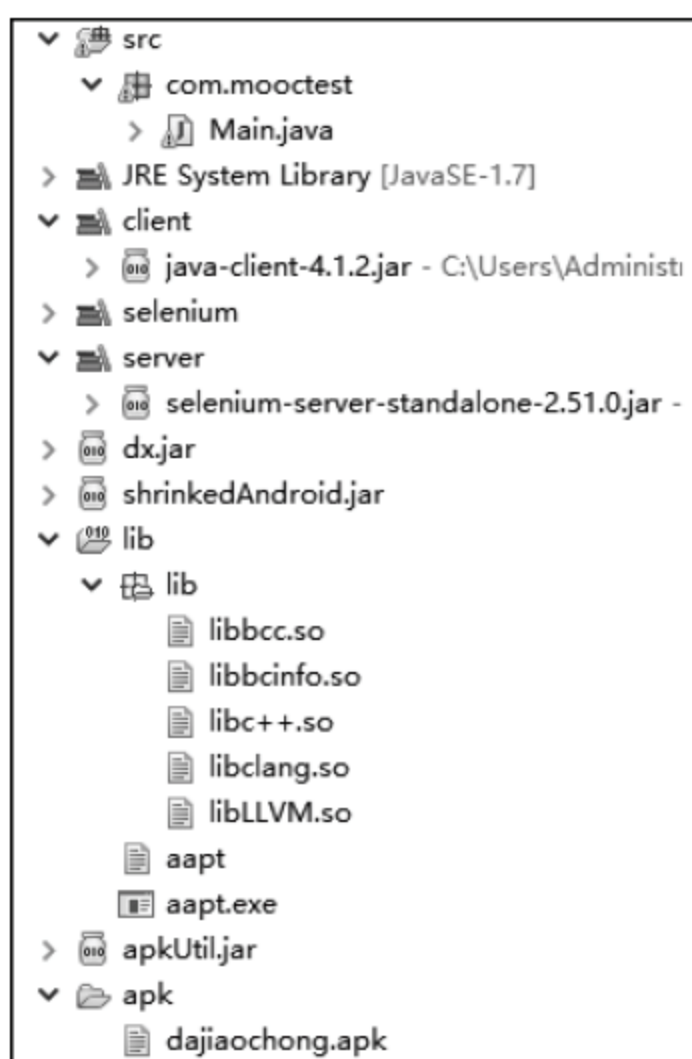 src
com.mooctest
Main.java
JRE System Library [JavaSE-1.7]
client
java-client-4.1.2.jar - C:\Users\Administr
selenium
server
selenium-server-standalone-2.51.0.jar -
dx.jar
shrinkedAndroid.jar
lib
lib
libbcc.so
libbcinfo.so
libc++.so
libclang.so
libLLVM.so
aapt
aapt.exe
apkUtil.jar
apk
dajiaochong.apk